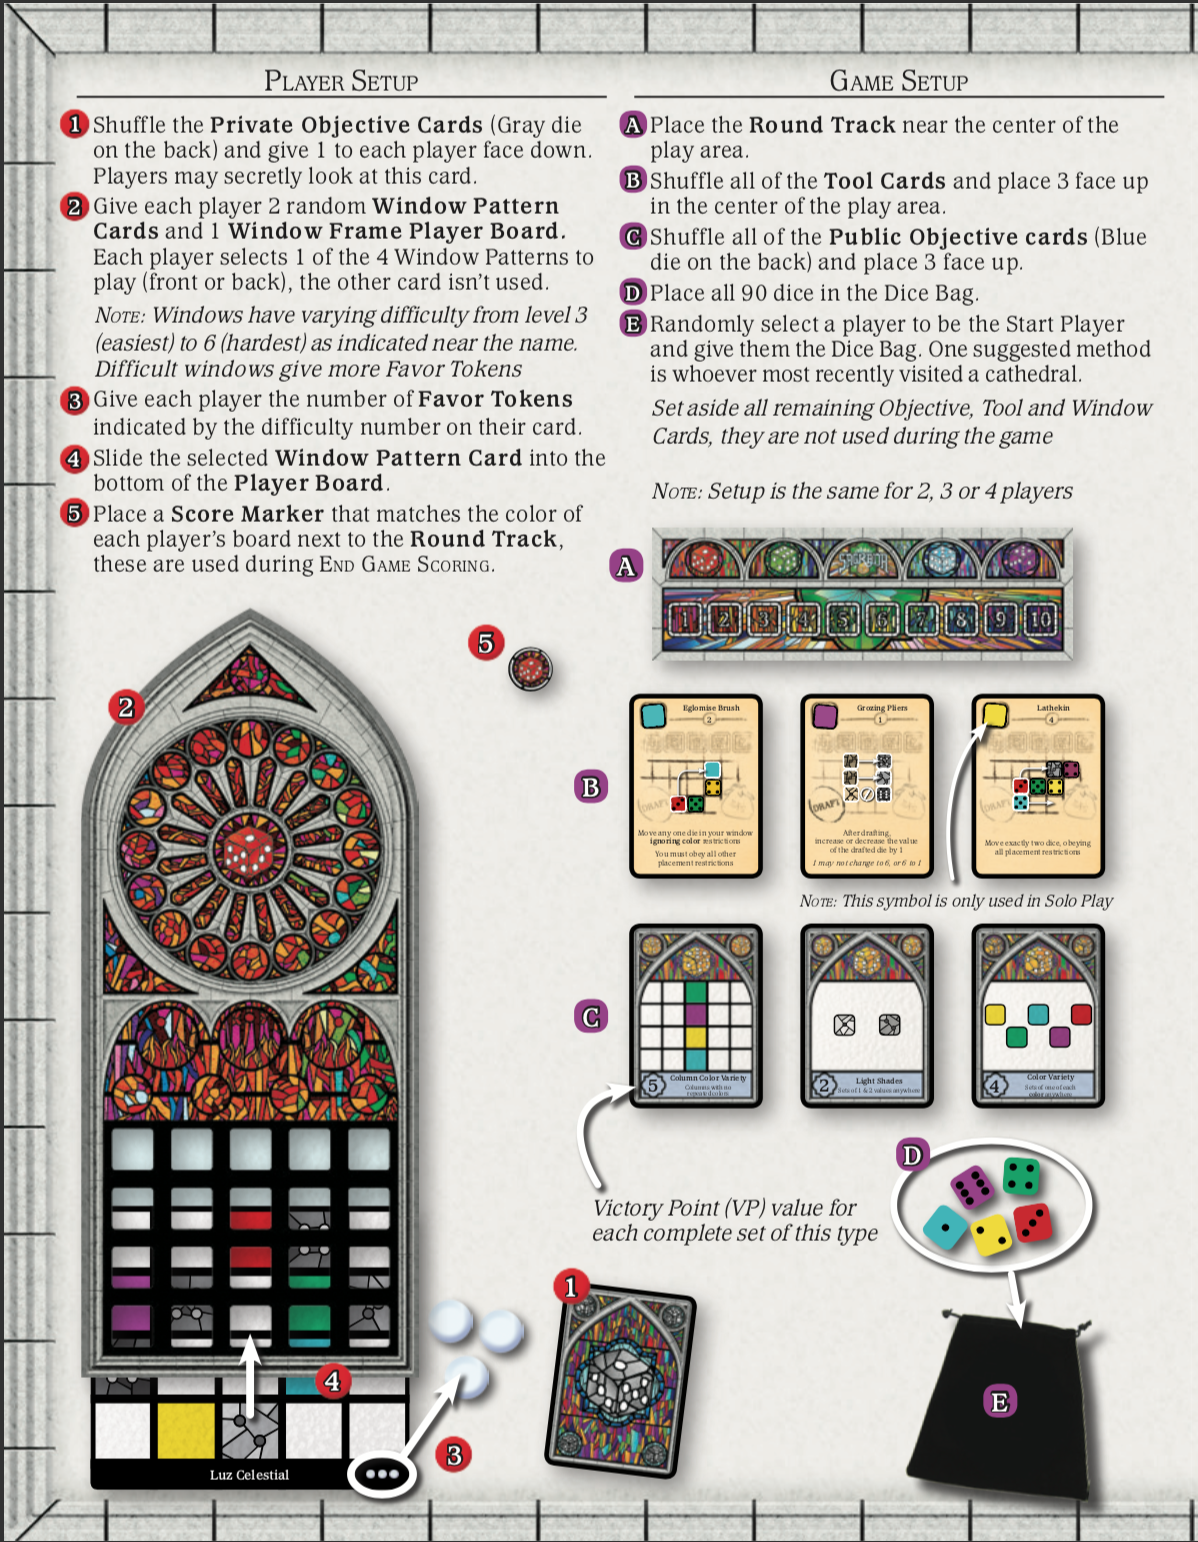 Player Setup
1 Shuffle the Private Objective Cards (Gray die
on the back) and give 1 to each player face down.
Players may secretly look at this card.
2 Give each player 2 random Window Pattern
Cards and 1 Window Frame Player Board.
Each player selects 1 of the 4 Window Patterns to
play (front or back), the other card isn't used.
Note: Windows have varying difficulty from level 3
(easiest) to 6 (hardest) as indicated near the name.
Difficult windows give more Favor Tokens
3 Give each player the number of Favor Tokens
indicated by the difficulty number on their card.
4 Slide the selected Window Pattern Card into the
bottom of the Player Board.
5 Place a Score Marker that matches the color of
each player's board next to the Round Track,
these are used during End Game Scoring.
Game Setup
A Place the Round Track near the center of the
play area.
B Shuffle all of the Tool Cards and place 3 face up
in the center of the play area.
C Shuffle all of the Public Objective cards (Blue
die on the back) and place 3 face up.
D Place all 90 dice in the Dice Bag.
E Randomly select a player to be the Start Player
and give them the Dice Bag. One suggested method
is whoever most recently visited a cathedral.
Set aside all remaining Objective, Tool and Window
Cards, they are not used during the game
Note: Setup is the same for 2, 3 or 4 players
A
SAGRADA
1 2 3 4 5 6 7 8 9 10
5
2
B
Eglomise Brush
2
DRAFT
Move any one die in your window
ignoring color restrictions
You must obey all other
placement restrictions
Grozing Pliers
1
DRAFT
After drafting,
increase or decrease the value
of the drafted die by 1
1 may not change to 6, or 6 to 1
Lathekin
4
DRAFT
Move exactly two dice, obeying
all placement restrictions
Note: This symbol is only used in Solo Play
C
5
Column Color Variety
Columns with no
repeated colors
2
Light Shades
Sets of 1 & 2 values anywhere
4
Color Variety
Sets of one of each
color anywhere
Victory Point (VP) value for
each complete set of this type
D
1
E
4
3
Luz Celestial